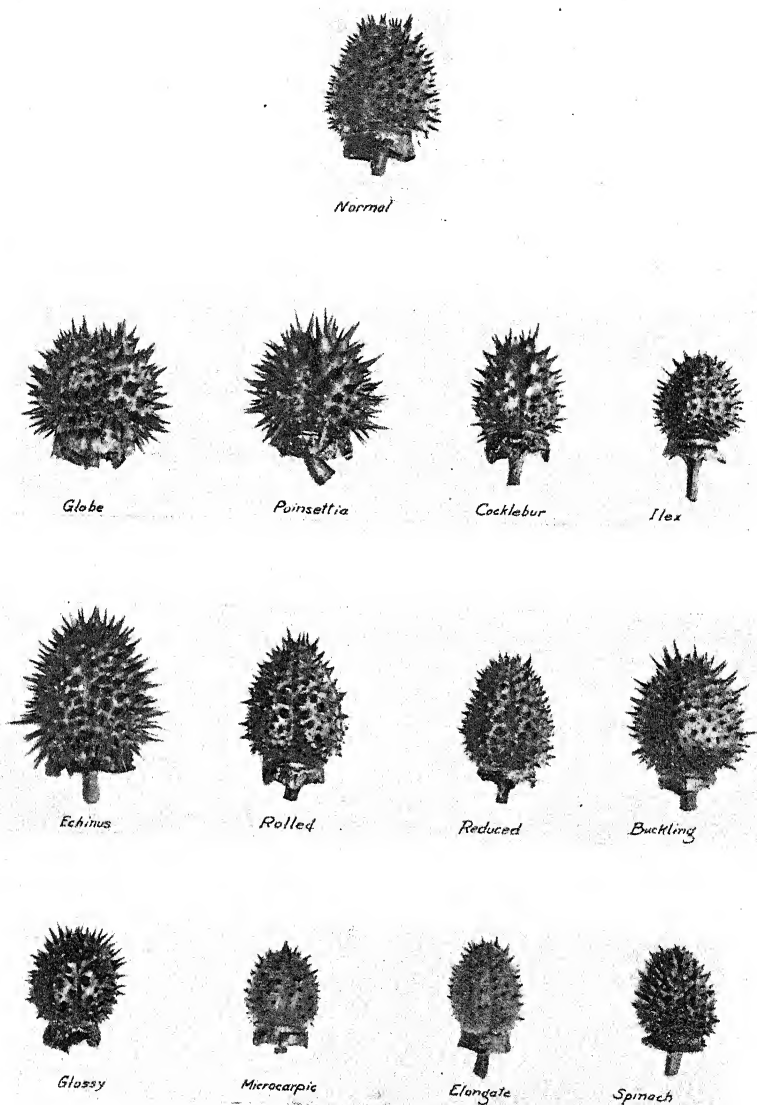 Normal
Globe Poinsettia Cocklebur Ilex
Echinus Rolled Reduced Buckling
Glossy Microcarpic Elongate Spinach